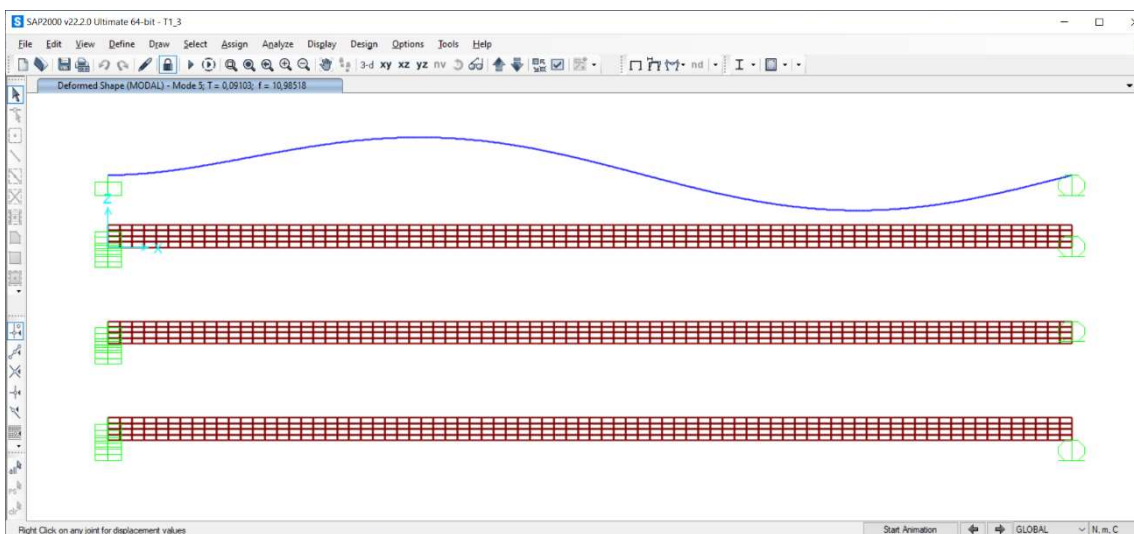 SAP2000 v22.2.0 Ultimate 64-bit - T1_3
File Edit View Define Draw Select Assign Analyze Display Design Options Tools Help
3-d xy xz yz nv nd
Deformed Shape (MODAL) - Mode 5; T = 0,09103; f = 10,98518
Z
X
all
Right Click on any joint for displacement values
Start Animation GLOBAL N, m, C